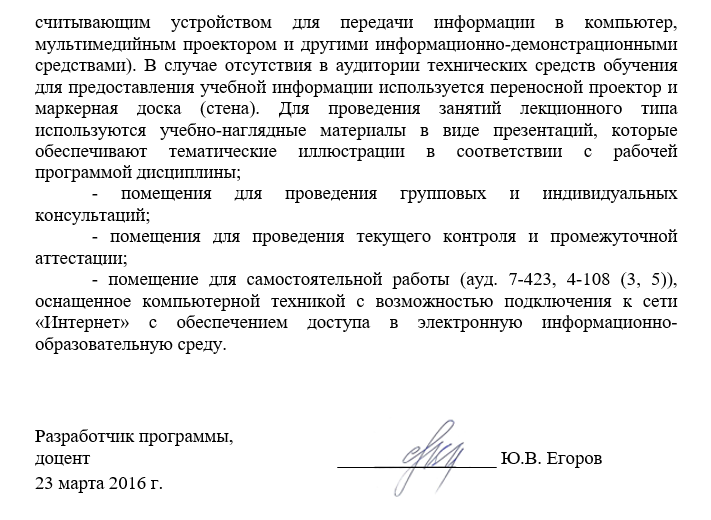 считывающим устройством для передачи информации в компьютер,
мультимедийным проектором и другими информационно-демонстрационными
средствами). В случае отсутствия в аудитории технических средств обучения
для предоставления учебной информации используется переносной проектор и
маркерная доска (стена). Для проведения занятий лекционного типа
используются учебно-наглядные материалы в виде презентаций, которые
обеспечивают тематические иллюстрации в соответствии с рабочей
программой дисциплины;
- помещения для проведения групповых и индивидуальных
консультаций;
- помещения для проведения текущего контроля и промежуточной
аттестации;
- помещение для самостоятельной работы (ауд. 7-423, 4-108 (3, 5)),
оснащенное компьютерной техникой с возможностью подключения к сети
«Интернет» с обеспечением доступа в электронную информационно-
образовательную среду.
Разработчик программы,
доцент __________________ Ю.В. Егоров
23 марта 2016 г.